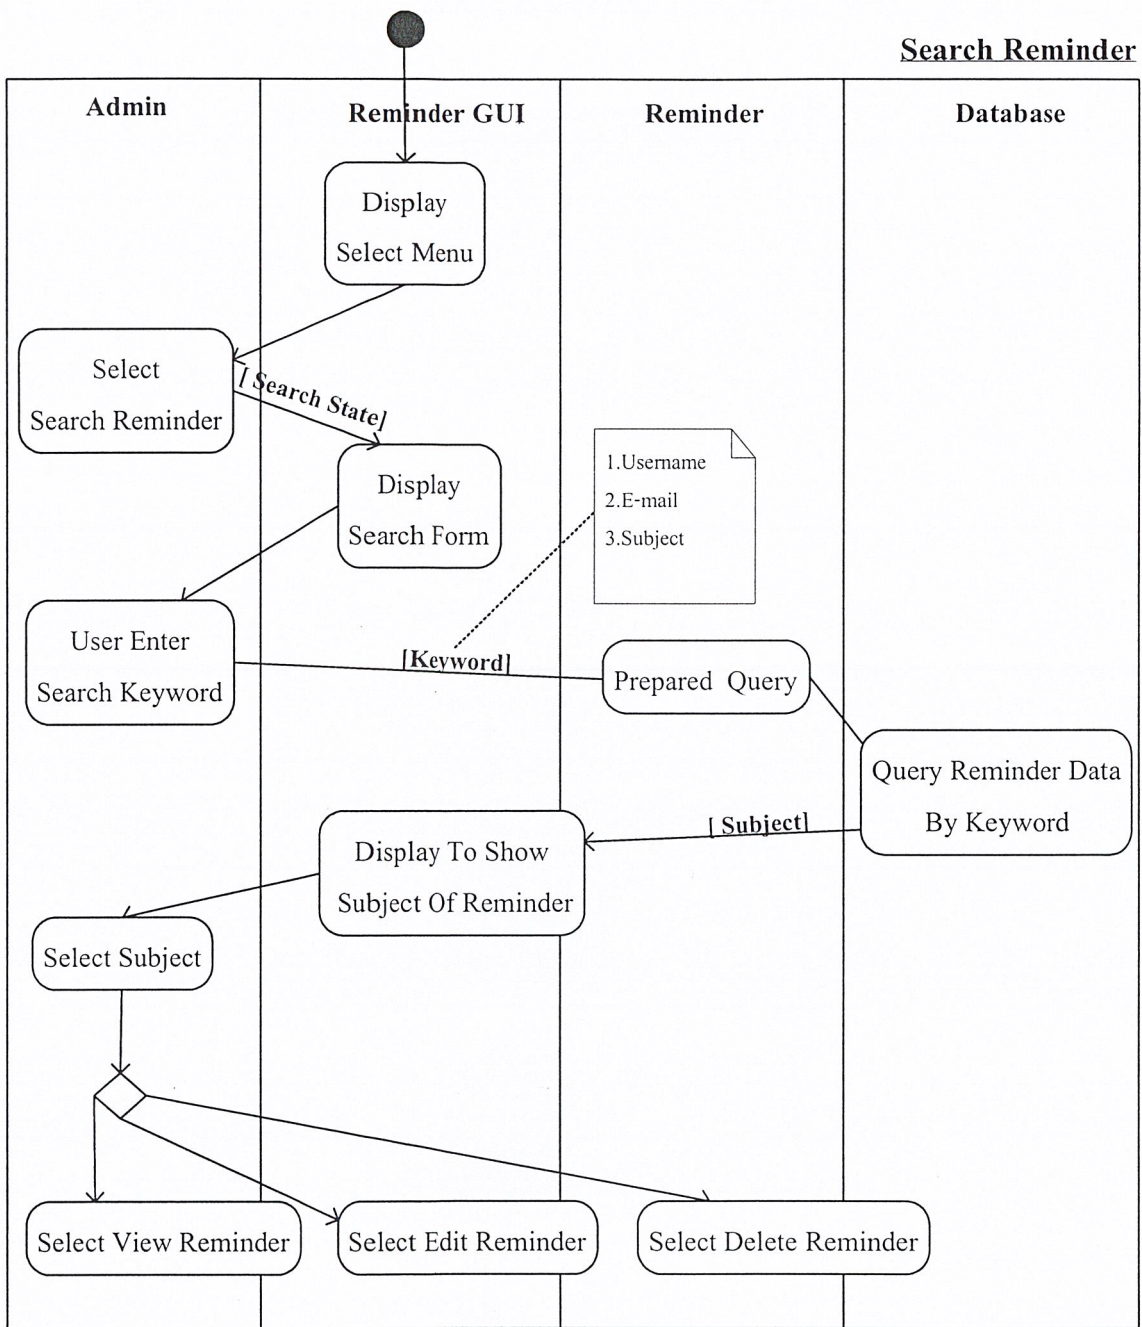 Search Reminder
Admin
Reminder GUI
Reminder
Database
Display
Select Menu
Select
Search Reminder
[ Search State]
Display
Search Form
1.Username
2.E-mail
3.Subject
User Enter
Search Keyword
[Keyword]
Prepared Query
Query Reminder Data
By Keyword
[ Subject]
Display To Show
Subject Of Reminder
Select Subject
Select View Reminder
Select Edit Reminder
Select Delete Reminder